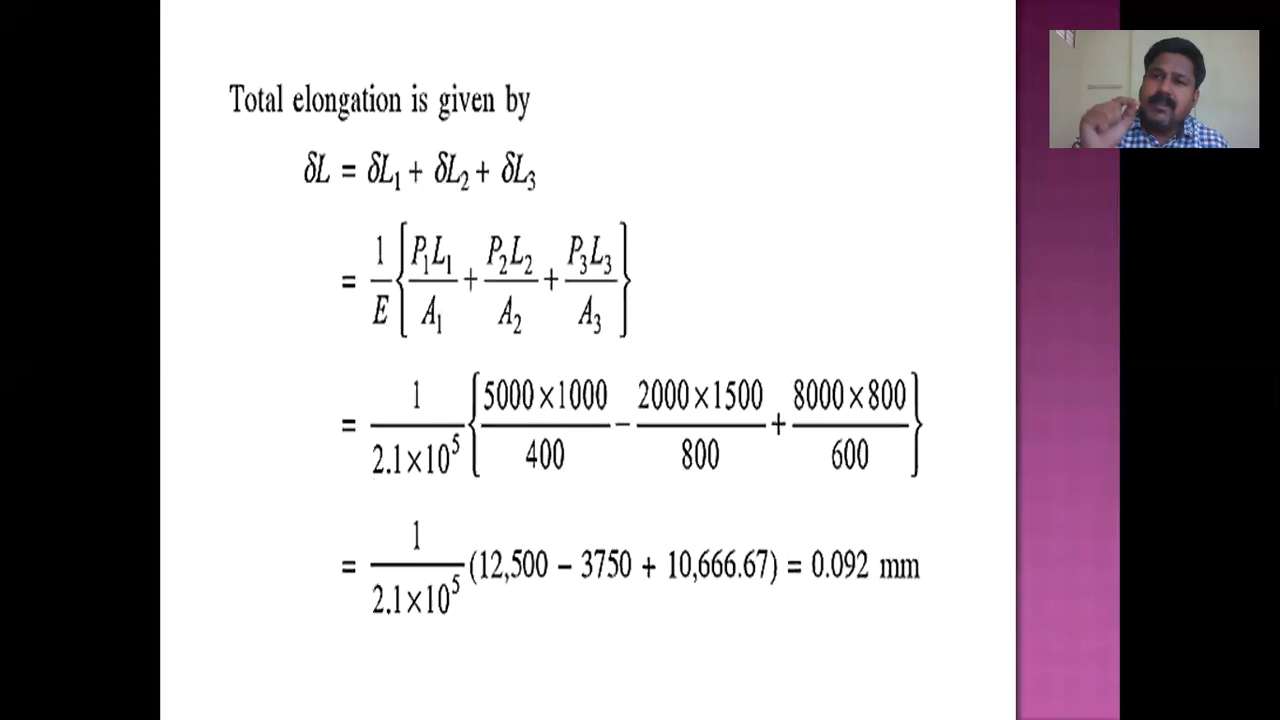 Total elongation is given by
δL = δL₁ + δL₂ + δL₃
= 1/E {P₁L₁/A₁ + P₂L₂/A₂ + P₃L₃/A₃}
= 1/(2.1×10⁵) {5000×1000/400 − 2000×1500/800 + 8000×800/600}
= 1/(2.1×10⁵) (12,500 − 3750 + 10,666.67) = 0.092 mm